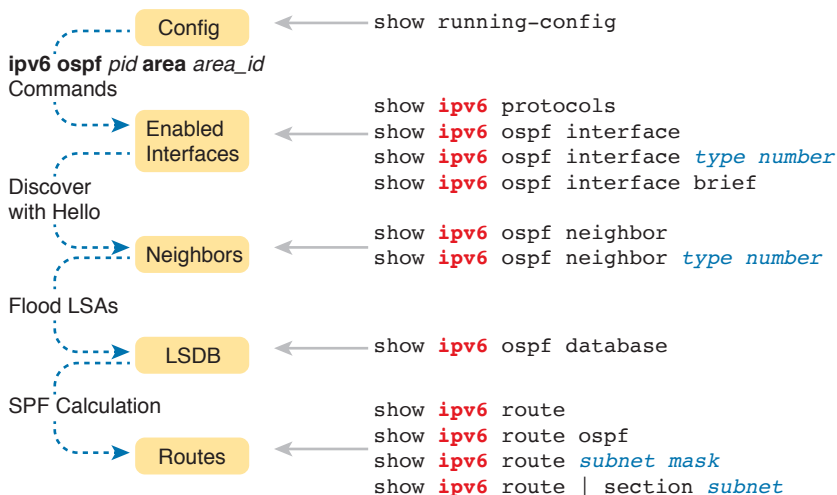 Config
show running-config
ipv6 ospf pid area area_id
Commands
show ipv6 protocols
Enabled
Interfaces
show ipv6 ospf interface
show ipv6 ospf interface type number
show ipv6 ospf interface brief
Discover
with Hello
Neighbors
show ipv6 ospf neighbor
show ipv6 ospf neighbor type number
Flood LSAs
LSDB
show ipv6 ospf database
SPF Calculation
Routes
show ipv6 route
show ipv6 route ospf
show ipv6 route subnet mask
show ipv6 route | section subnet